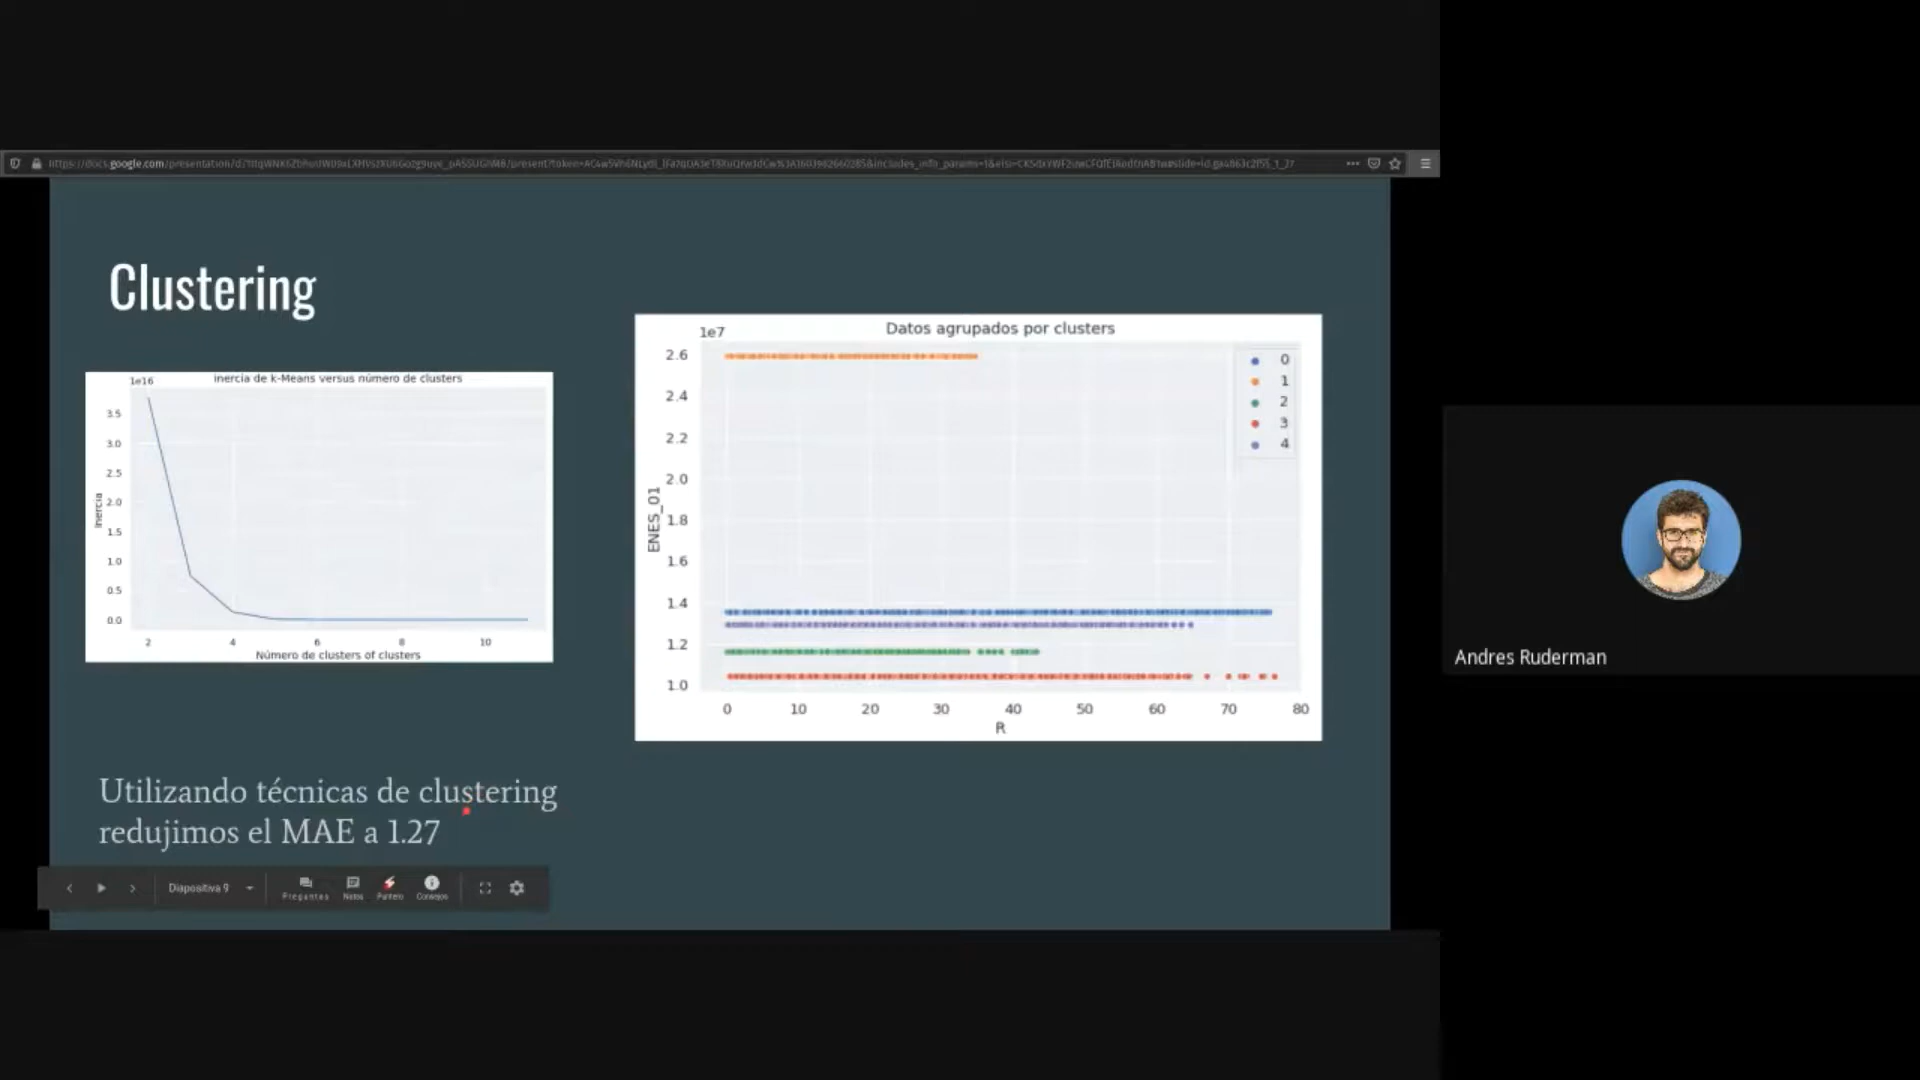 Clustering
1e16
inercia de k-Means versus número de clusters
3.5
3.0
2.5
2.0
1.5
1.0
0.5
0.0
Inercia
2 4 6 8 10
Número de clusters of clusters
1e7
Datos agrupados por clusters
2.6
2.4
2.2
2.0
1.8
1.6
1.4
1.2
1.0
ENES_01
0
1
2
3
4
0 10 20 30 40 50 60 70 80
R
Utilizando técnicas de clustering
redujimos el MAE a 1.27
Diapositiva 9
Preguntas Notas Puntero Consejos
Andres Ruderman